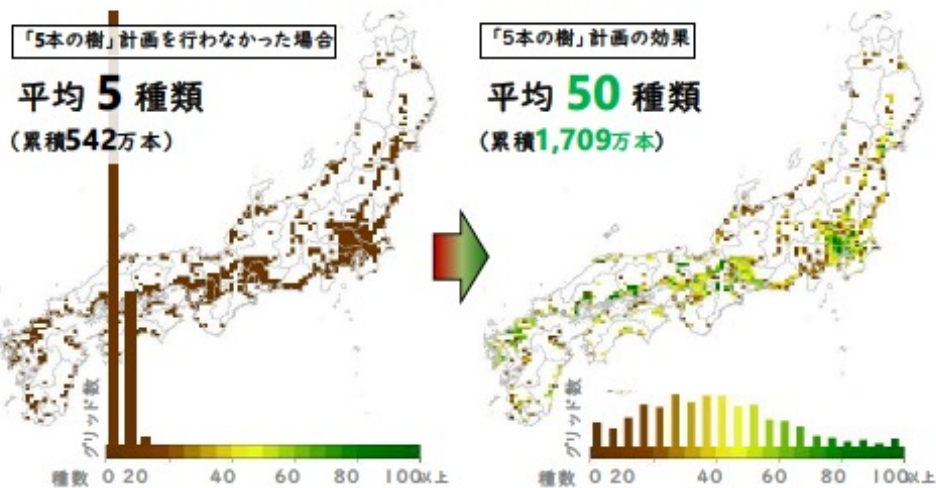 「5本の樹」計画を行わなかった場合
平均 5 種類
(累積542万本)
グリッド数
種数 0 20 40 60 80 100以上
「5本の樹」計画の効果
平均 50 種類
(累積1,709万本)
グリッド数
種数 0 20 40 60 80 100以上